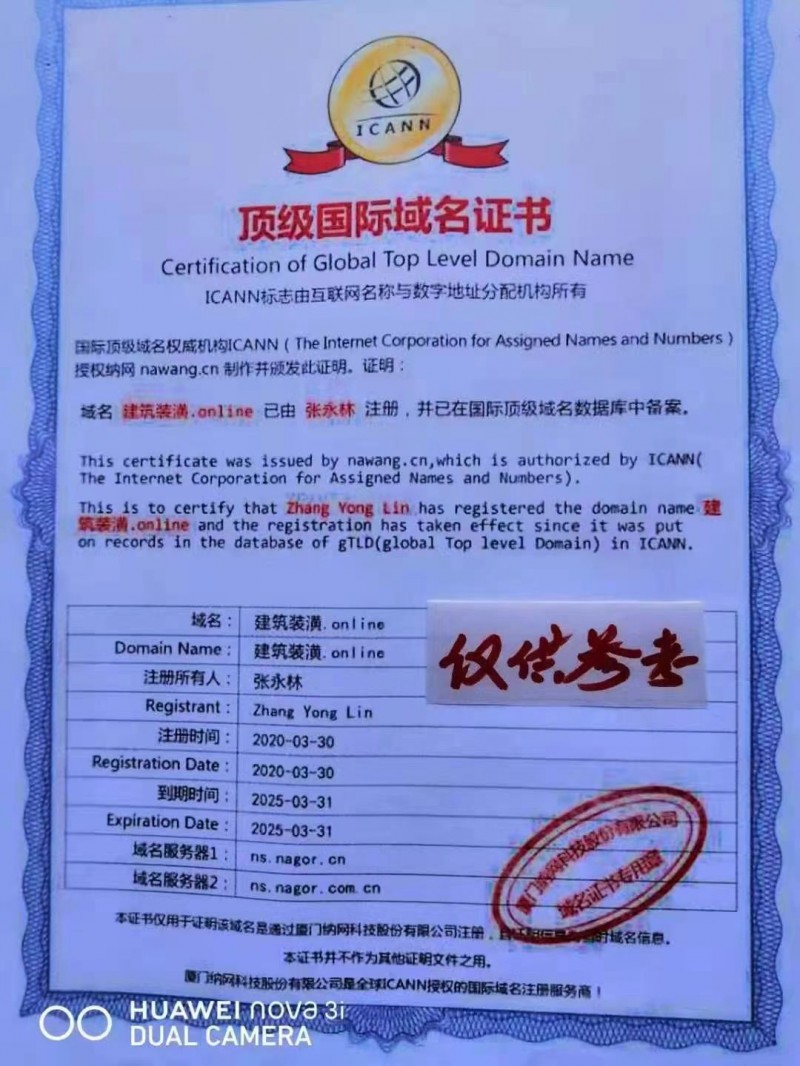 ICANN
顶级国际域名证书
Certification of Global Top Level Domain Name
ICANN标志由互联网名称与数字地址分配机构所有
国际顶级域名权威机构ICANN（The Internet Corporation for Assigned Names and Numbers）
授权纳网 nawang.cn 制作并颁发此证明。证明：
域名 建筑装潢.online 已由 张永林 注册，并已在国际顶级域名数据库中备案。
This certificate was issued by nawang.cn,which is authorized by ICANN(
The Internet Corporation for Assigned Names and Numbers).
This is to certify that Zhang Yong Lin has registered the domain name 建
筑装潢.online and the registration has taken effect since it was put
on records in the database of gTLD(global Top level Domain) in ICANN.
域名： 建筑装潢.online
Domain Name： 建筑装潢.online
仅供参考
注册所有人： 张永林
Registrant： Zhang Yong Lin
注册时间： 2020-03-30
Registration Date： 2020-03-30
到期时间： 2025-03-31
Expiration Date： 2025-03-31
域名服务器1： ns.nagor.cn
域名服务器2： ns.nagor.com.cn
厦门纳网科技股份有限公司
域名证书专用章
本证书仅用于证明该域名是通过厦门纳网科技股份有限公司注册，时域名信息。
本证书并不作为其他证明文件之用。
厦门纳网科技股份有限公司是全球ICANN授权的国际域名注册服务商！
HUAWEI nova 3i
DUAL CAMERA